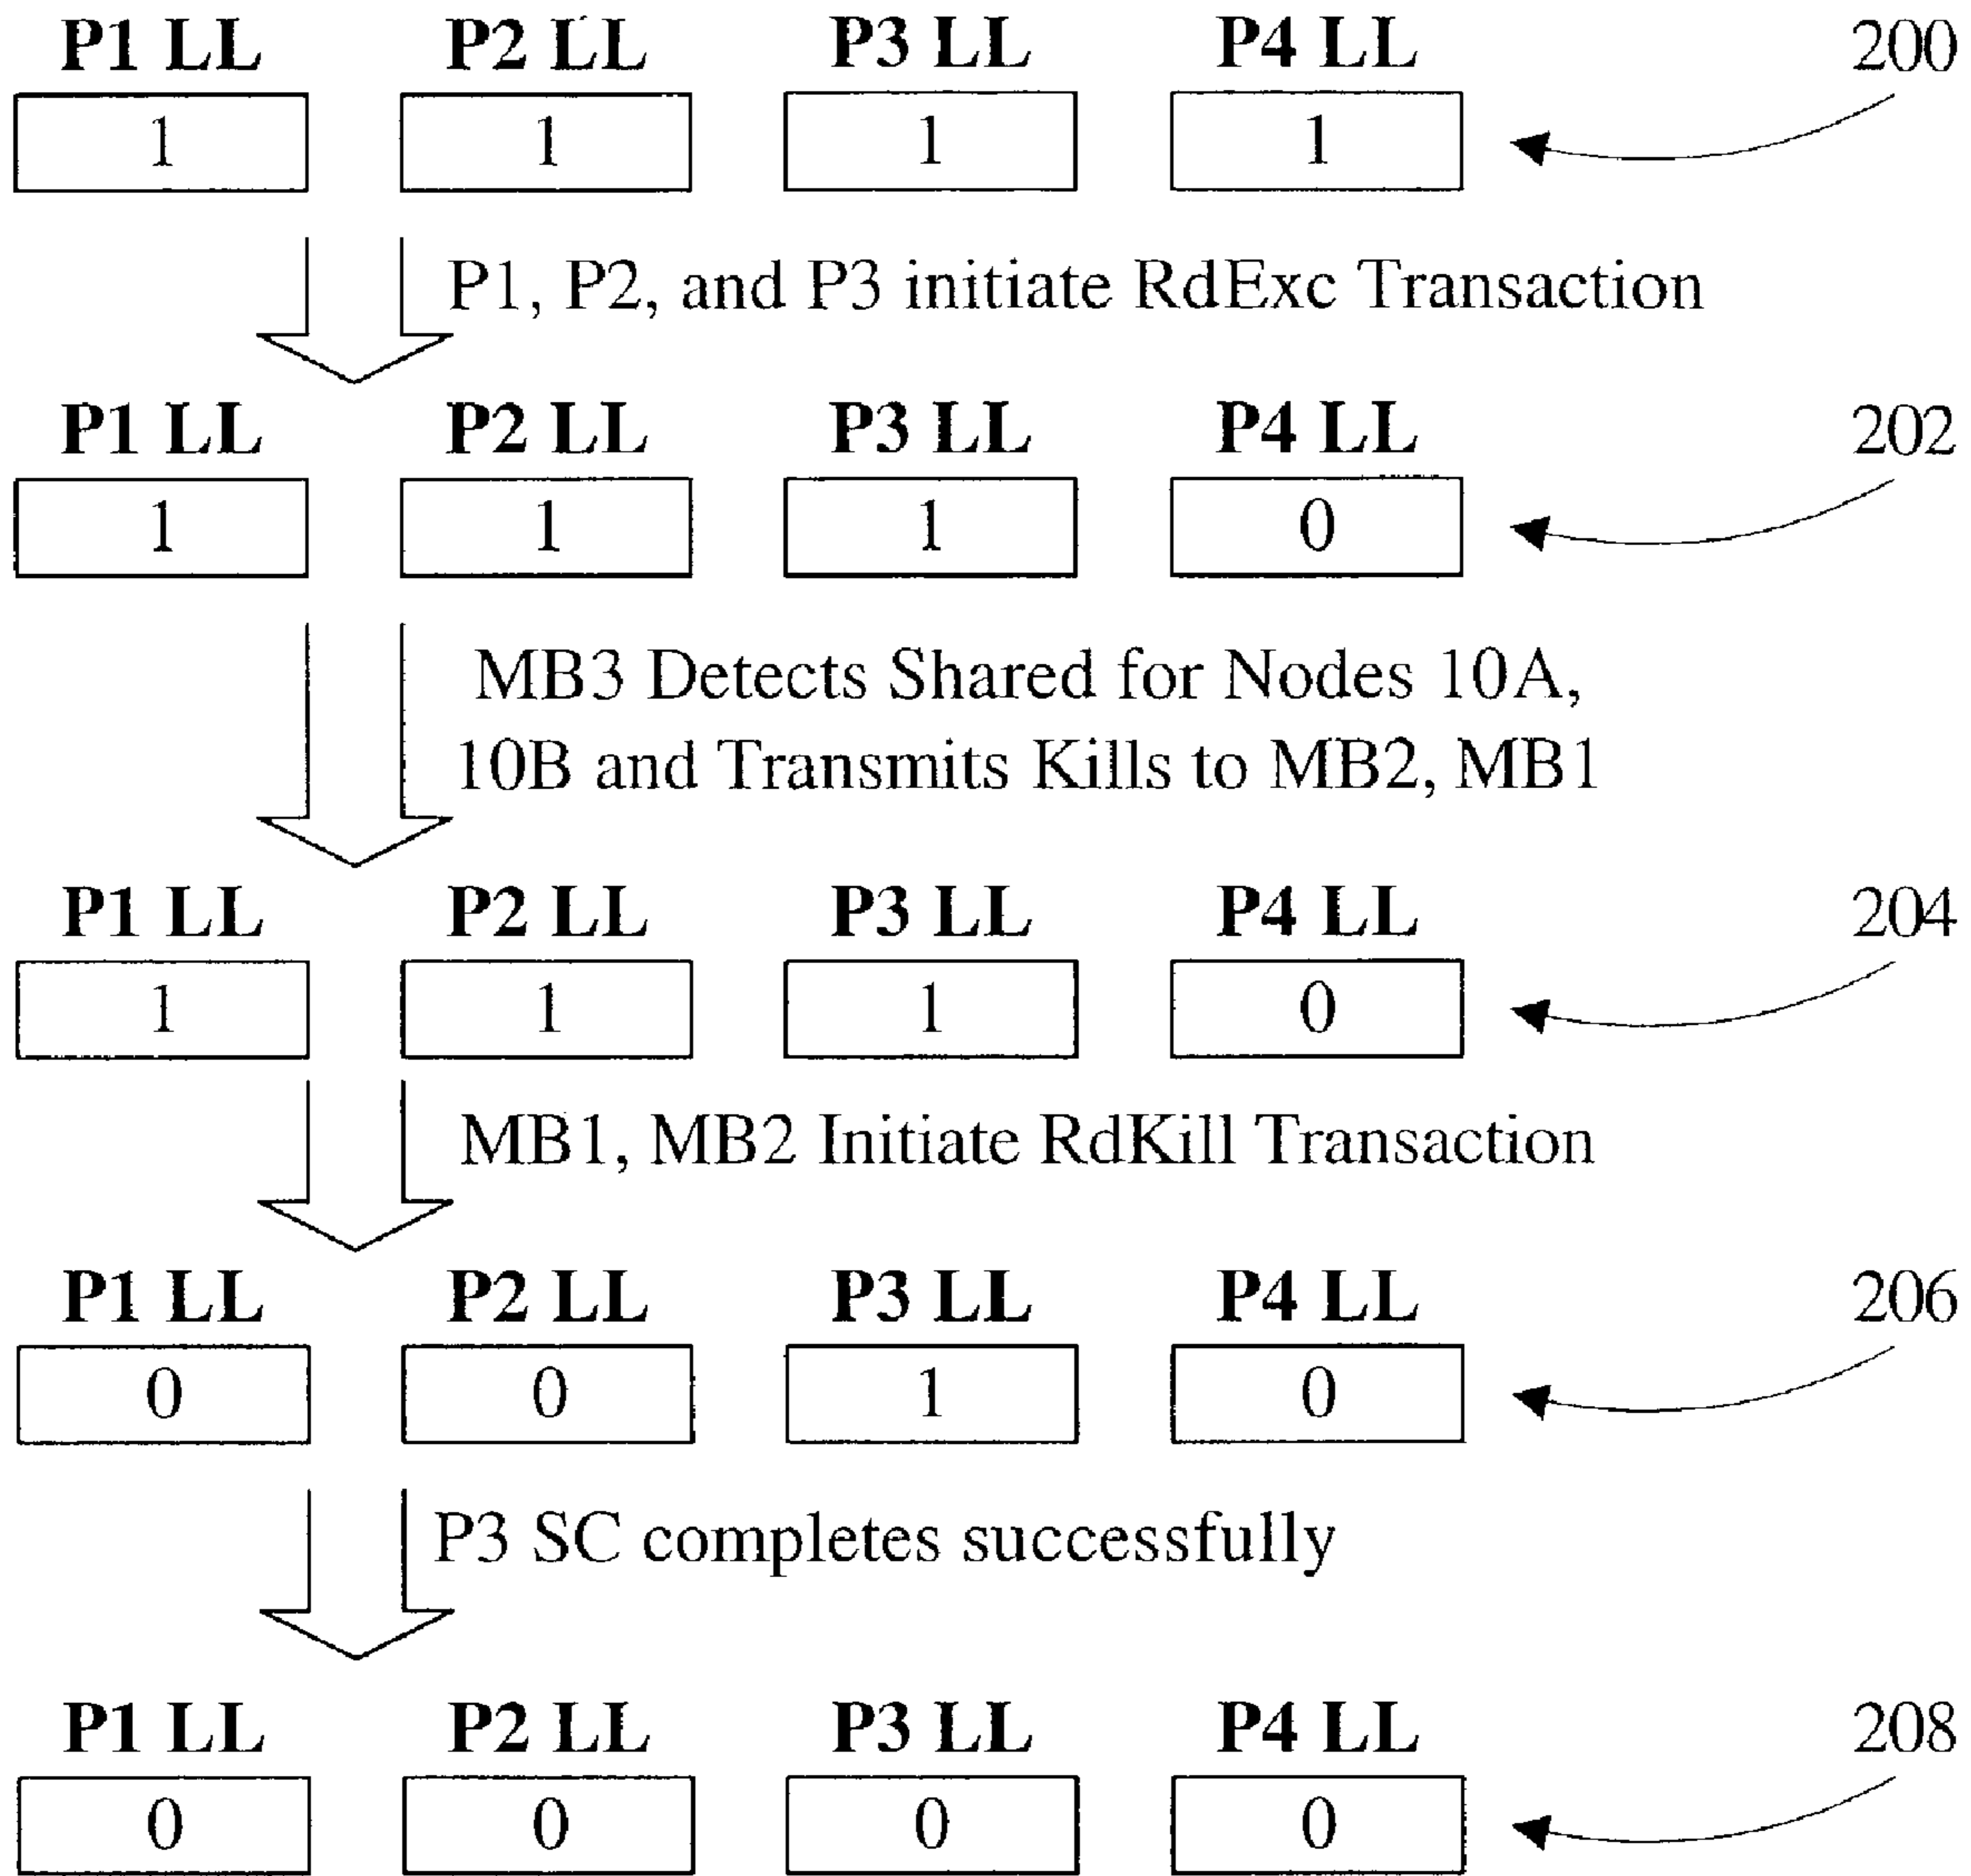 P1 LL P2 LL P3 LL P4 LL 200
1 1 1 1
P1, P2, and P3 initiate RdExc Transaction
P1 LL P2 LL P3 LL P4 LL 202
1 1 1 0
MB3 Detects Shared for Nodes 10A,
10B and Transmits Kills to MB2, MB1
P1 LL P2 LL P3 LL P4 LL 204
1 1 1 0
MB1, MB2 Initiate RdKill Transaction
P1 LL P2 LL P3 LL P4 LL 206
0 0 1 0
P3 SC completes successfully
P1 LL P2 LL P3 LL P4 LL 208
0 0 0 0